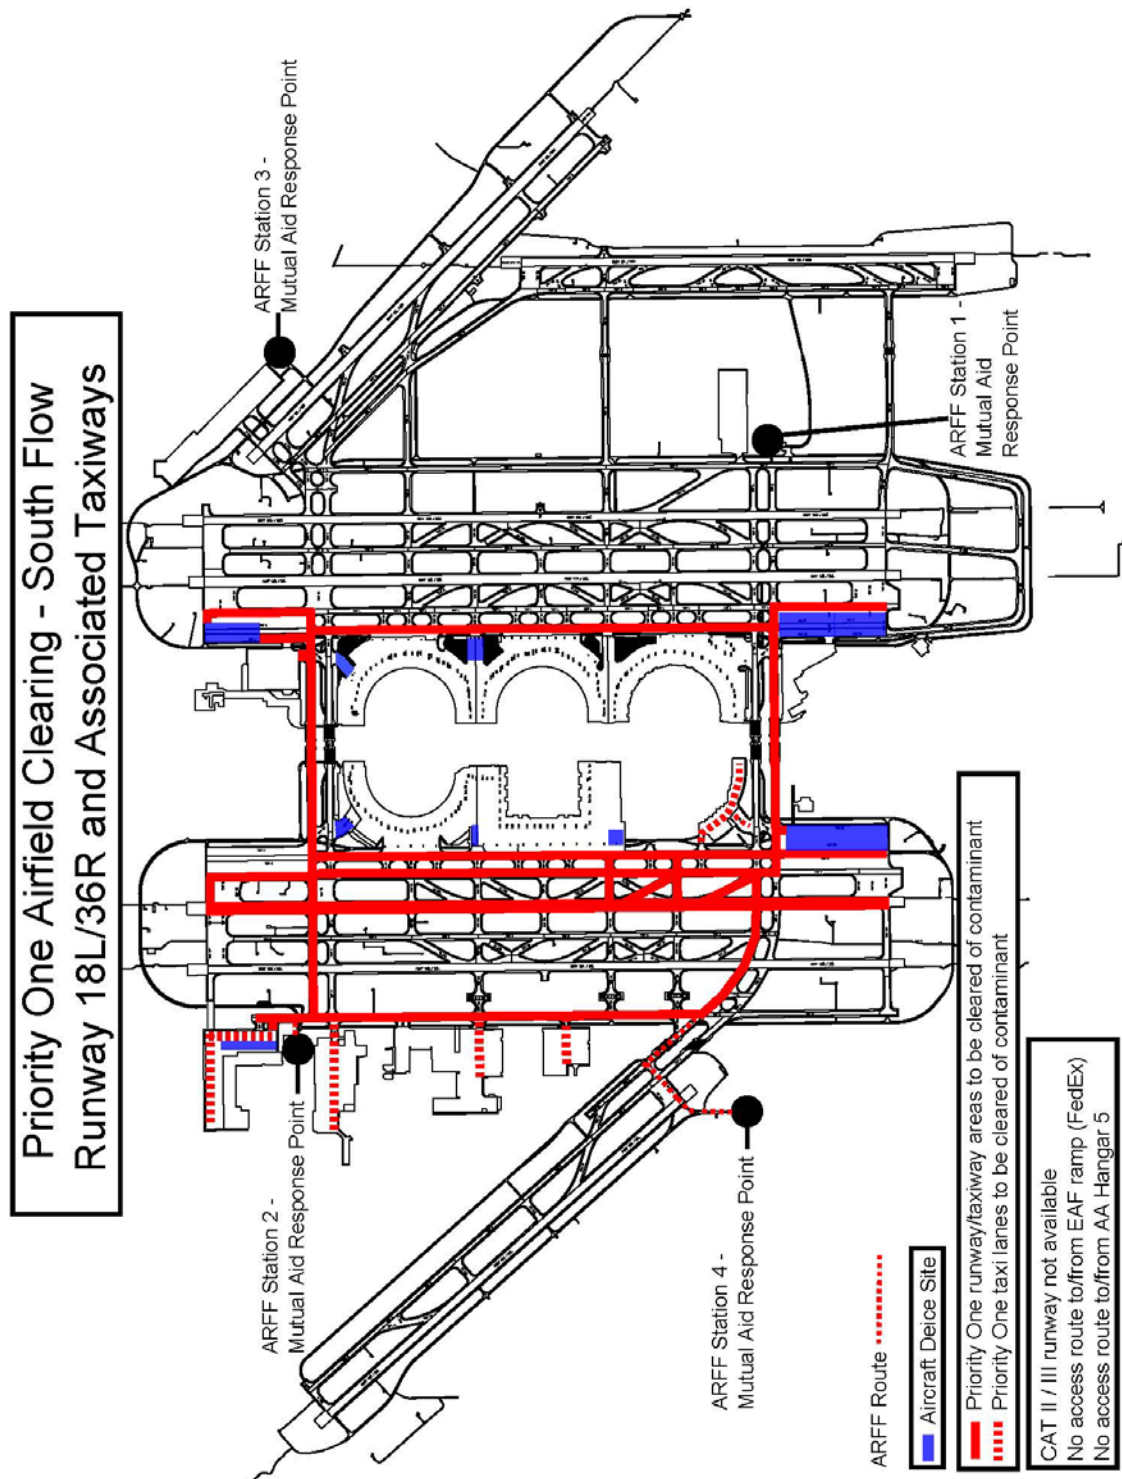 Priority One Airfield Clearing - South Flow
Runway 18L/36R and Associated Taxiways
ARFF Station 3 -
Mutual Aid Response Point
ARFF Station 1 -
Mutual Aid
Response Point
ARFF Station 2 -
Mutual Aid Response Point
ARFF Station 4 -
Mutual Aid Response Point
ARFF Route
Aircraft Deice Site
Priority One runway/taxiway areas to be cleared of contaminant
Priority One taxi lanes to be cleared of contaminant
CAT II / III runway not available
No access route to/from EAF ramp (FedEx)
No access route to/from AA Hangar 5